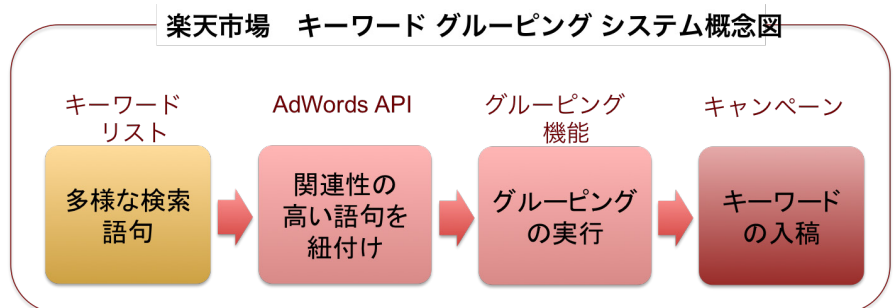 楽天市場　キーワード グルーピング システム概念図
キーワード
リスト
多様な検索
語句
AdWords API
関連性の
高い語句を
紐付け
グルーピング
機能
グルーピング
の実行
キャンペーン
キーワード
の入稿